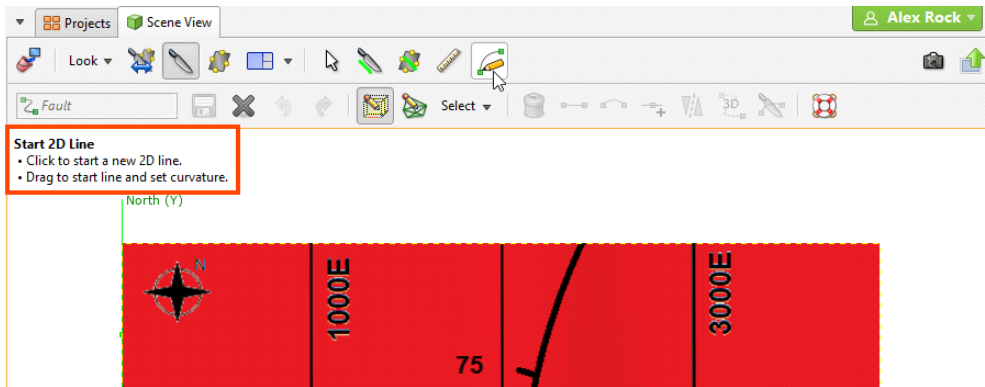 Projects
Scene View
Alex Rock
Look
Fault
Select
3D
Start 2D Line
• Click to start a new 2D line.
• Drag to start line and set curvature.
North (Y)
N
1000E
3000E
75